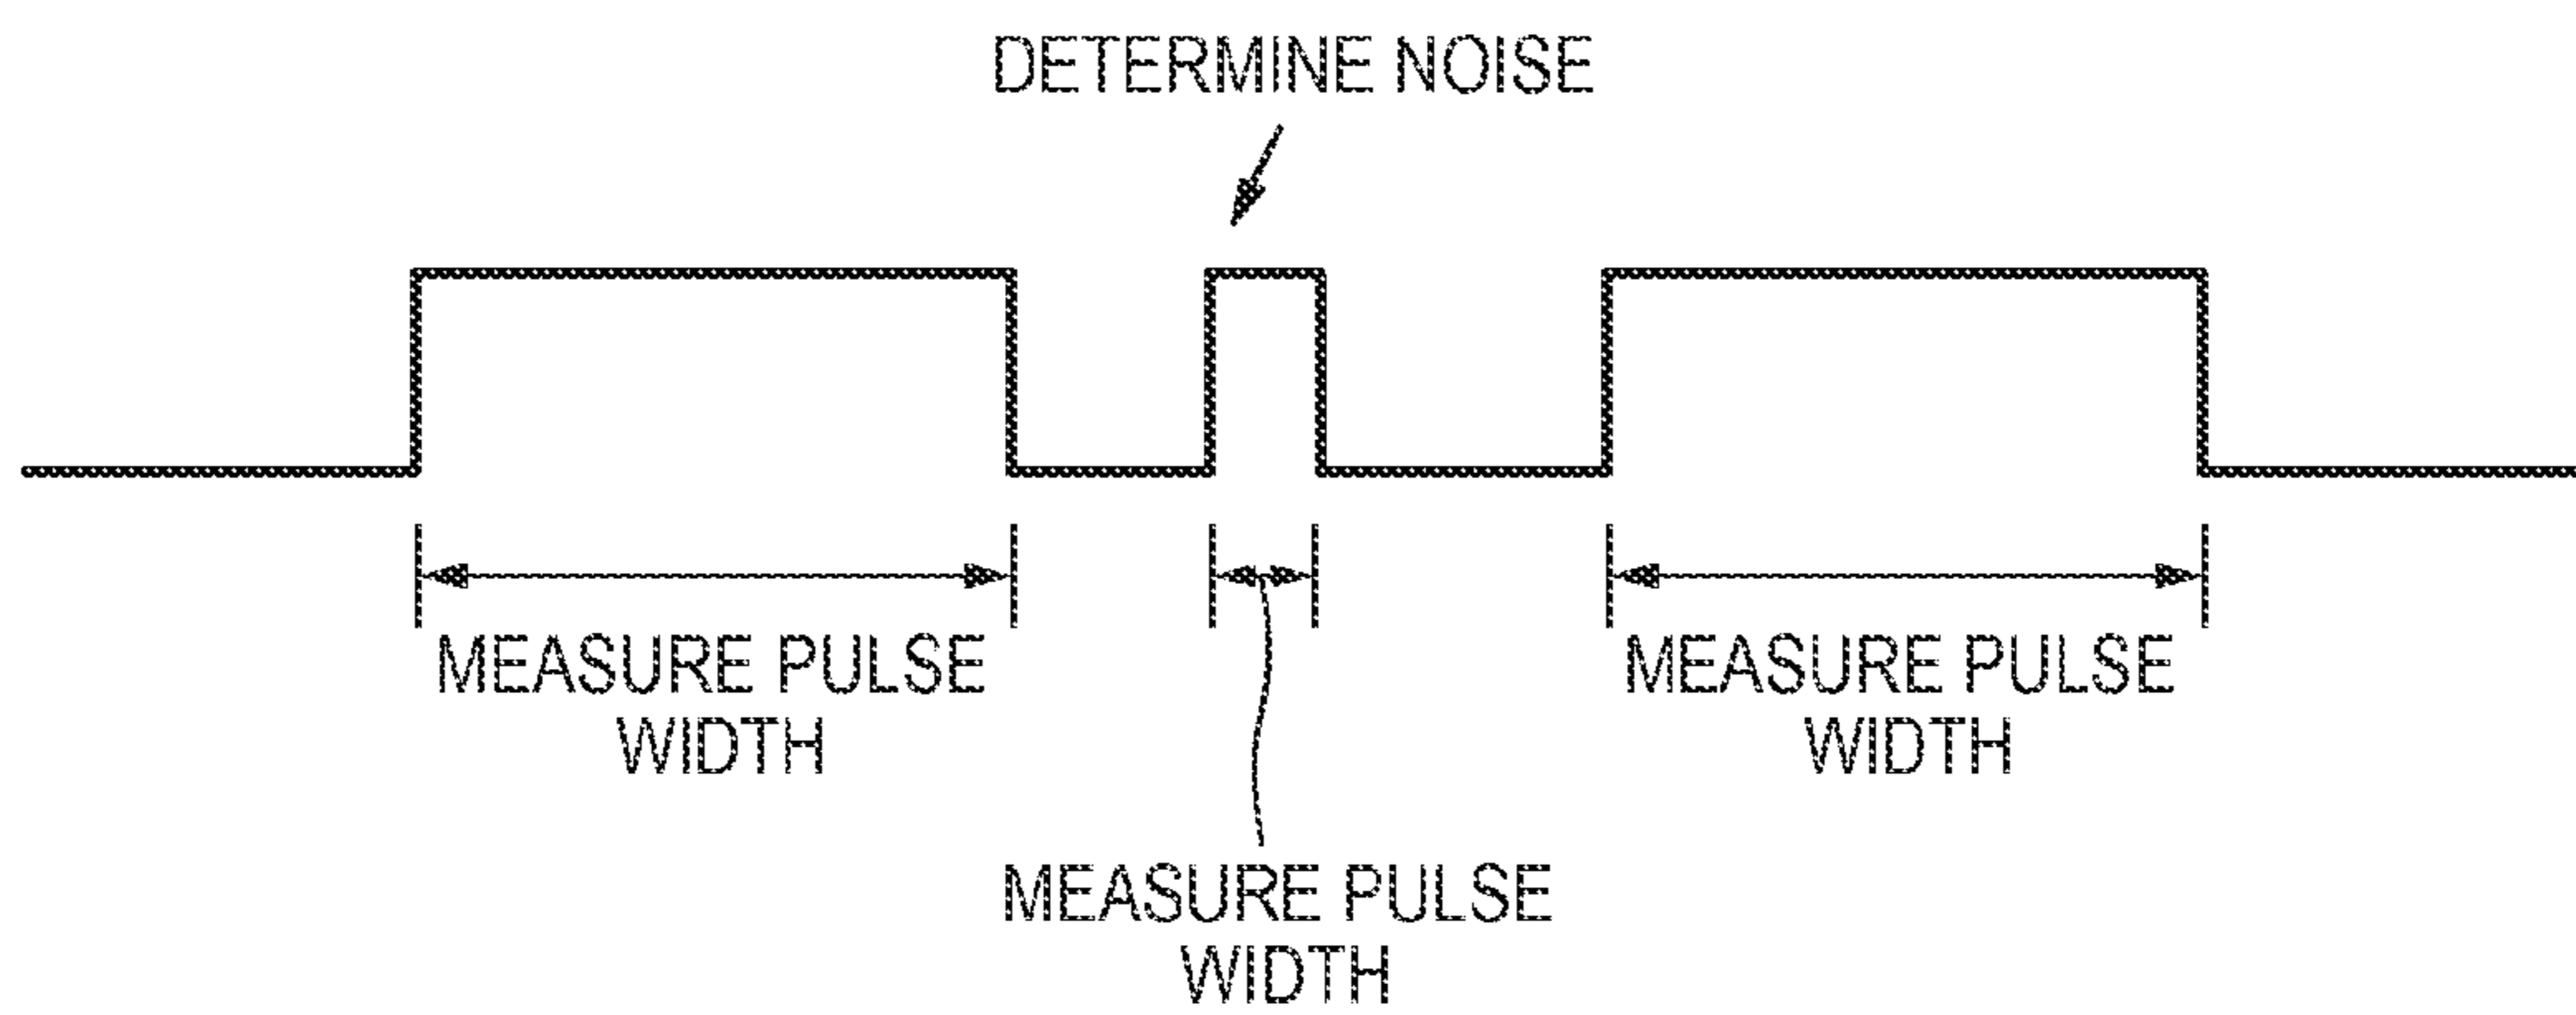 DETERMINE NOISE
MEASURE PULSE
WIDTH
MEASURE PULSE
WIDTH
MEASURE PULSE
WIDTH